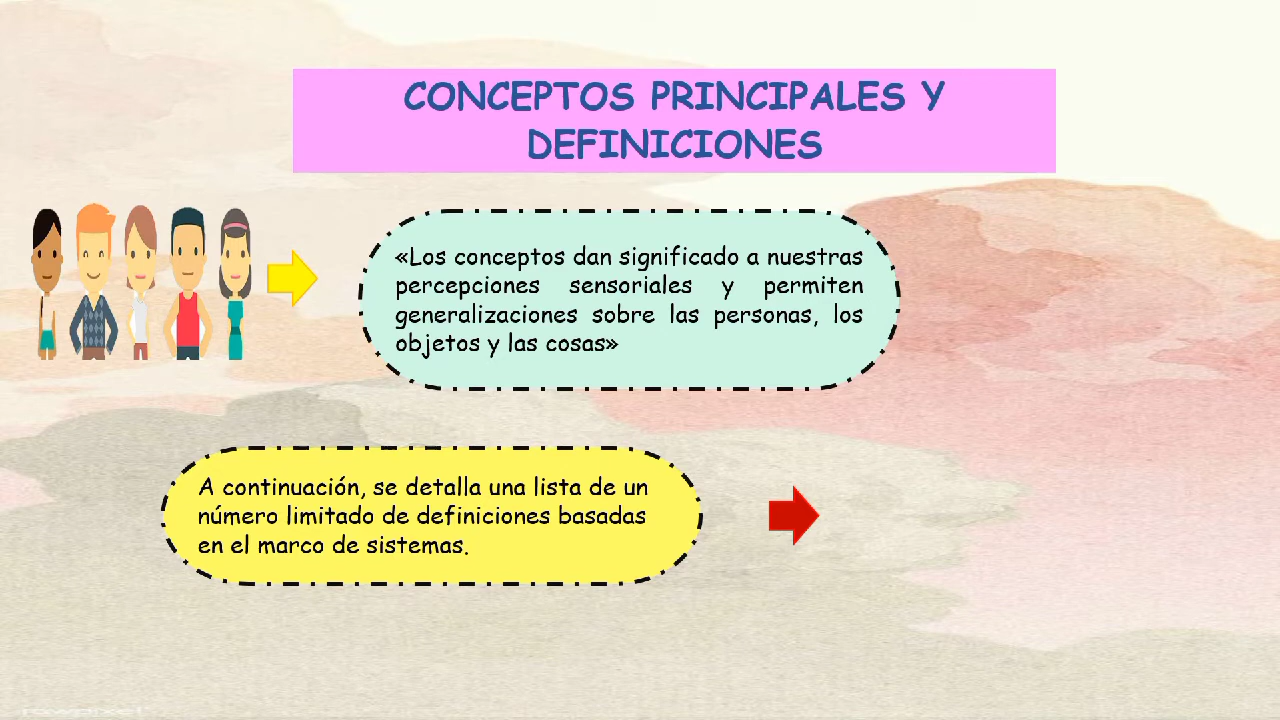 CONCEPTOS PRINCIPALES Y
DEFINICIONES
«Los conceptos dan significado a nuestras
percepciones sensoriales y permiten
generalizaciones sobre las personas, los
objetos y las cosas»
A continuación, se detalla una lista de un
número limitado de definiciones basadas
en el marco de sistemas.